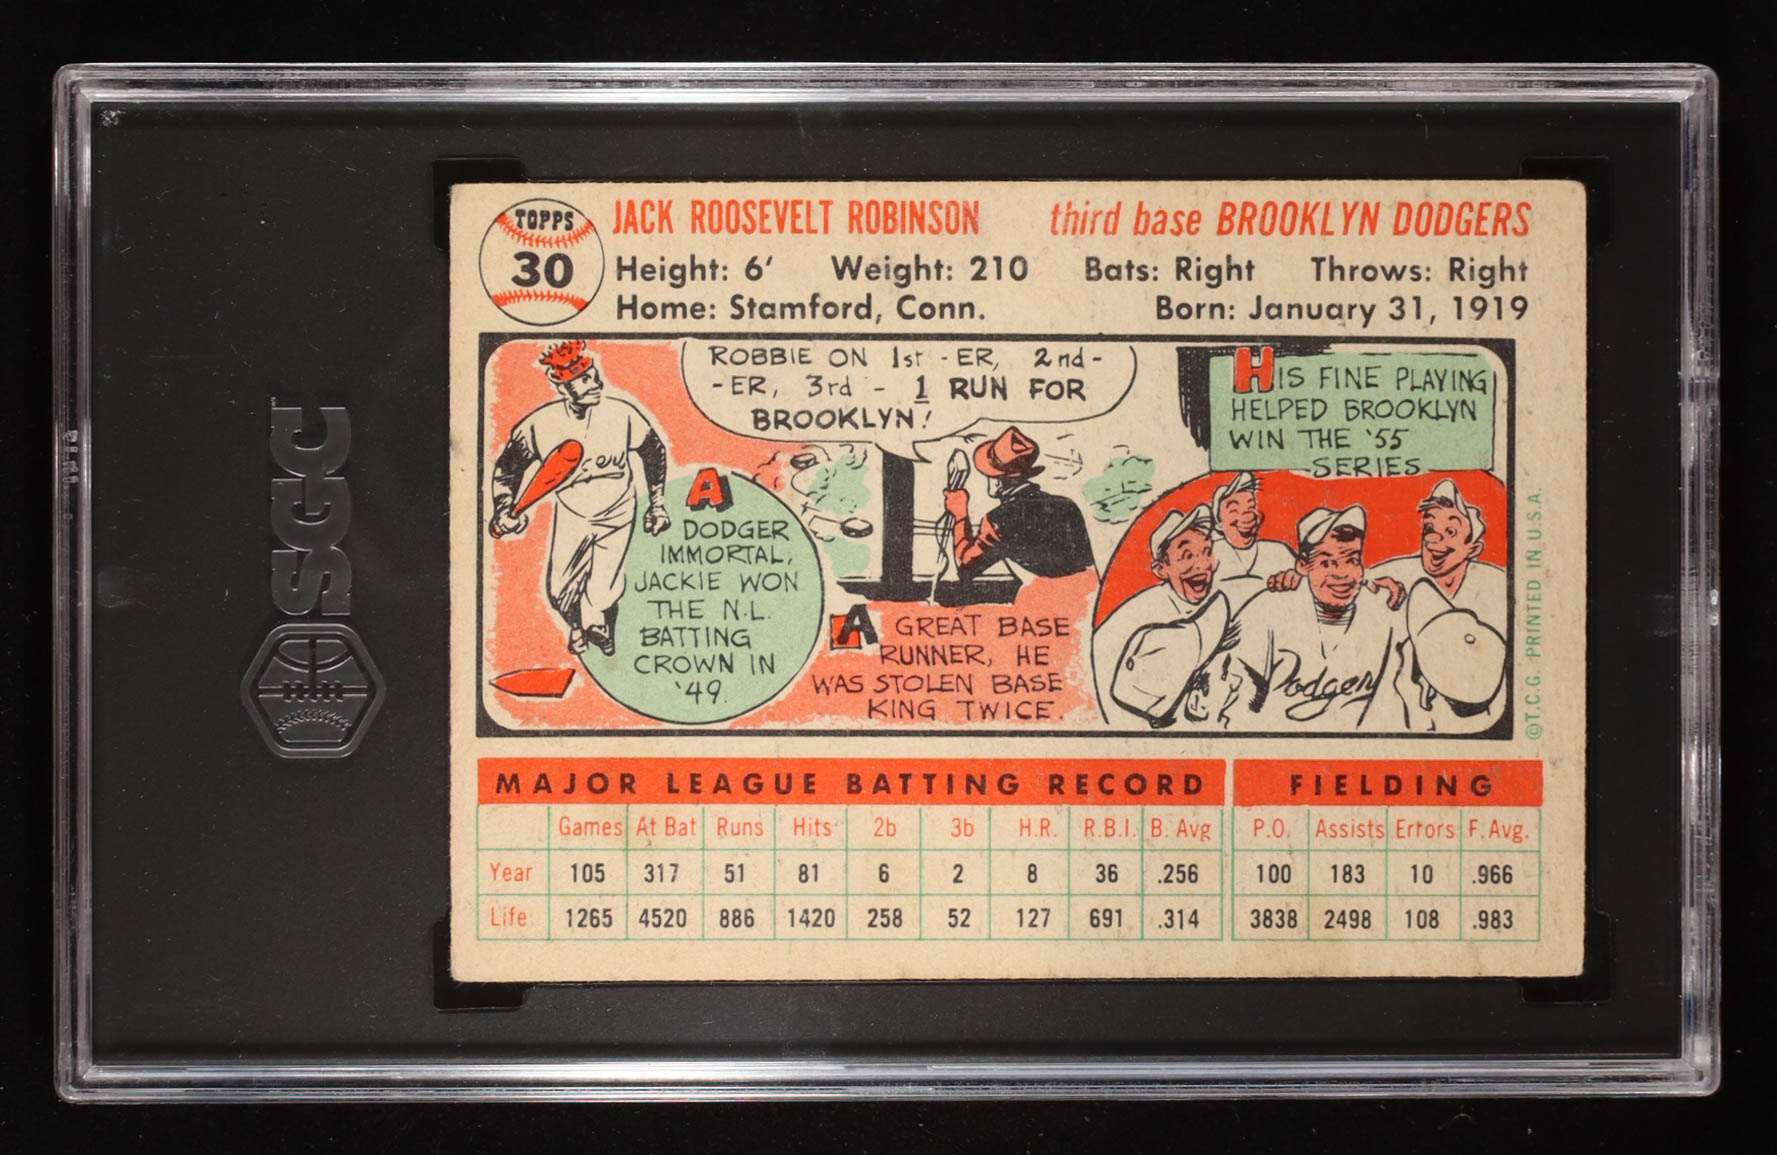 TOPPS
30
JACK ROOSEVELT ROBINSON third base BROOKLYN DODGERS
Height: 6' Weight: 210 Bats: Right Throws: Right
Home: Stamford, Conn. Born: January 31, 1919
ROBBIE ON 1st -ER, 2nd-
-ER, 3rd - 1 RUN FOR
BROOKLYN!
HIS FINE PLAYING
HELPED BROOKLYN
WIN THE '55
SERIES
A
DODGER
IMMORTAL,
JACKIE WON
THE N.L.
BATTING
CROWN IN
'49.
A GREAT BASE
RUNNER, HE
WAS STOLEN BASE
KING TWICE.
Dodgers
©T.C.G. PRINTED IN U.S.A.
MAJOR LEAGUE BATTING RECORD FIELDING
Games At Bat Runs Hits 2b 3b H.R. R.B.I. B. Avg P.O. Assists Errors F. Avg.
Year 105 317 51 81 6 2 8 36 .256 100 183 10 .966
Life 1265 4520 886 1420 258 52 127 691 .314 3838 2498 108 .983
SGC